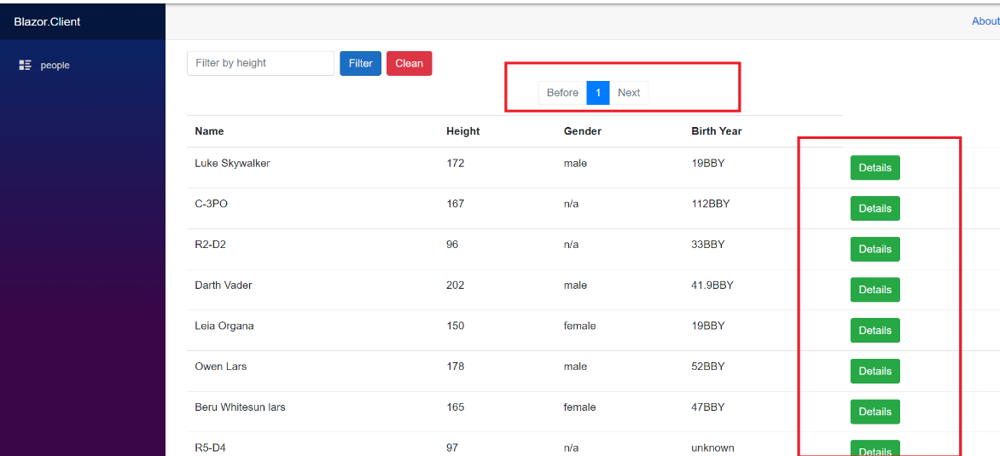 Blazor.Client
About
people
Filter by height Filter Clean
Before 1 Next
Name Height Gender Birth Year
Luke Skywalker 172 male 19BBY Details
C-3PO 167 n/a 112BBY Details
R2-D2 96 n/a 33BBY Details
Darth Vader 202 male 41.9BBY Details
Leia Organa 150 female 19BBY Details
Owen Lars 178 male 52BBY Details
Beru Whitesun lars 165 female 47BBY Details
R5-D4 97 n/a unknown Details